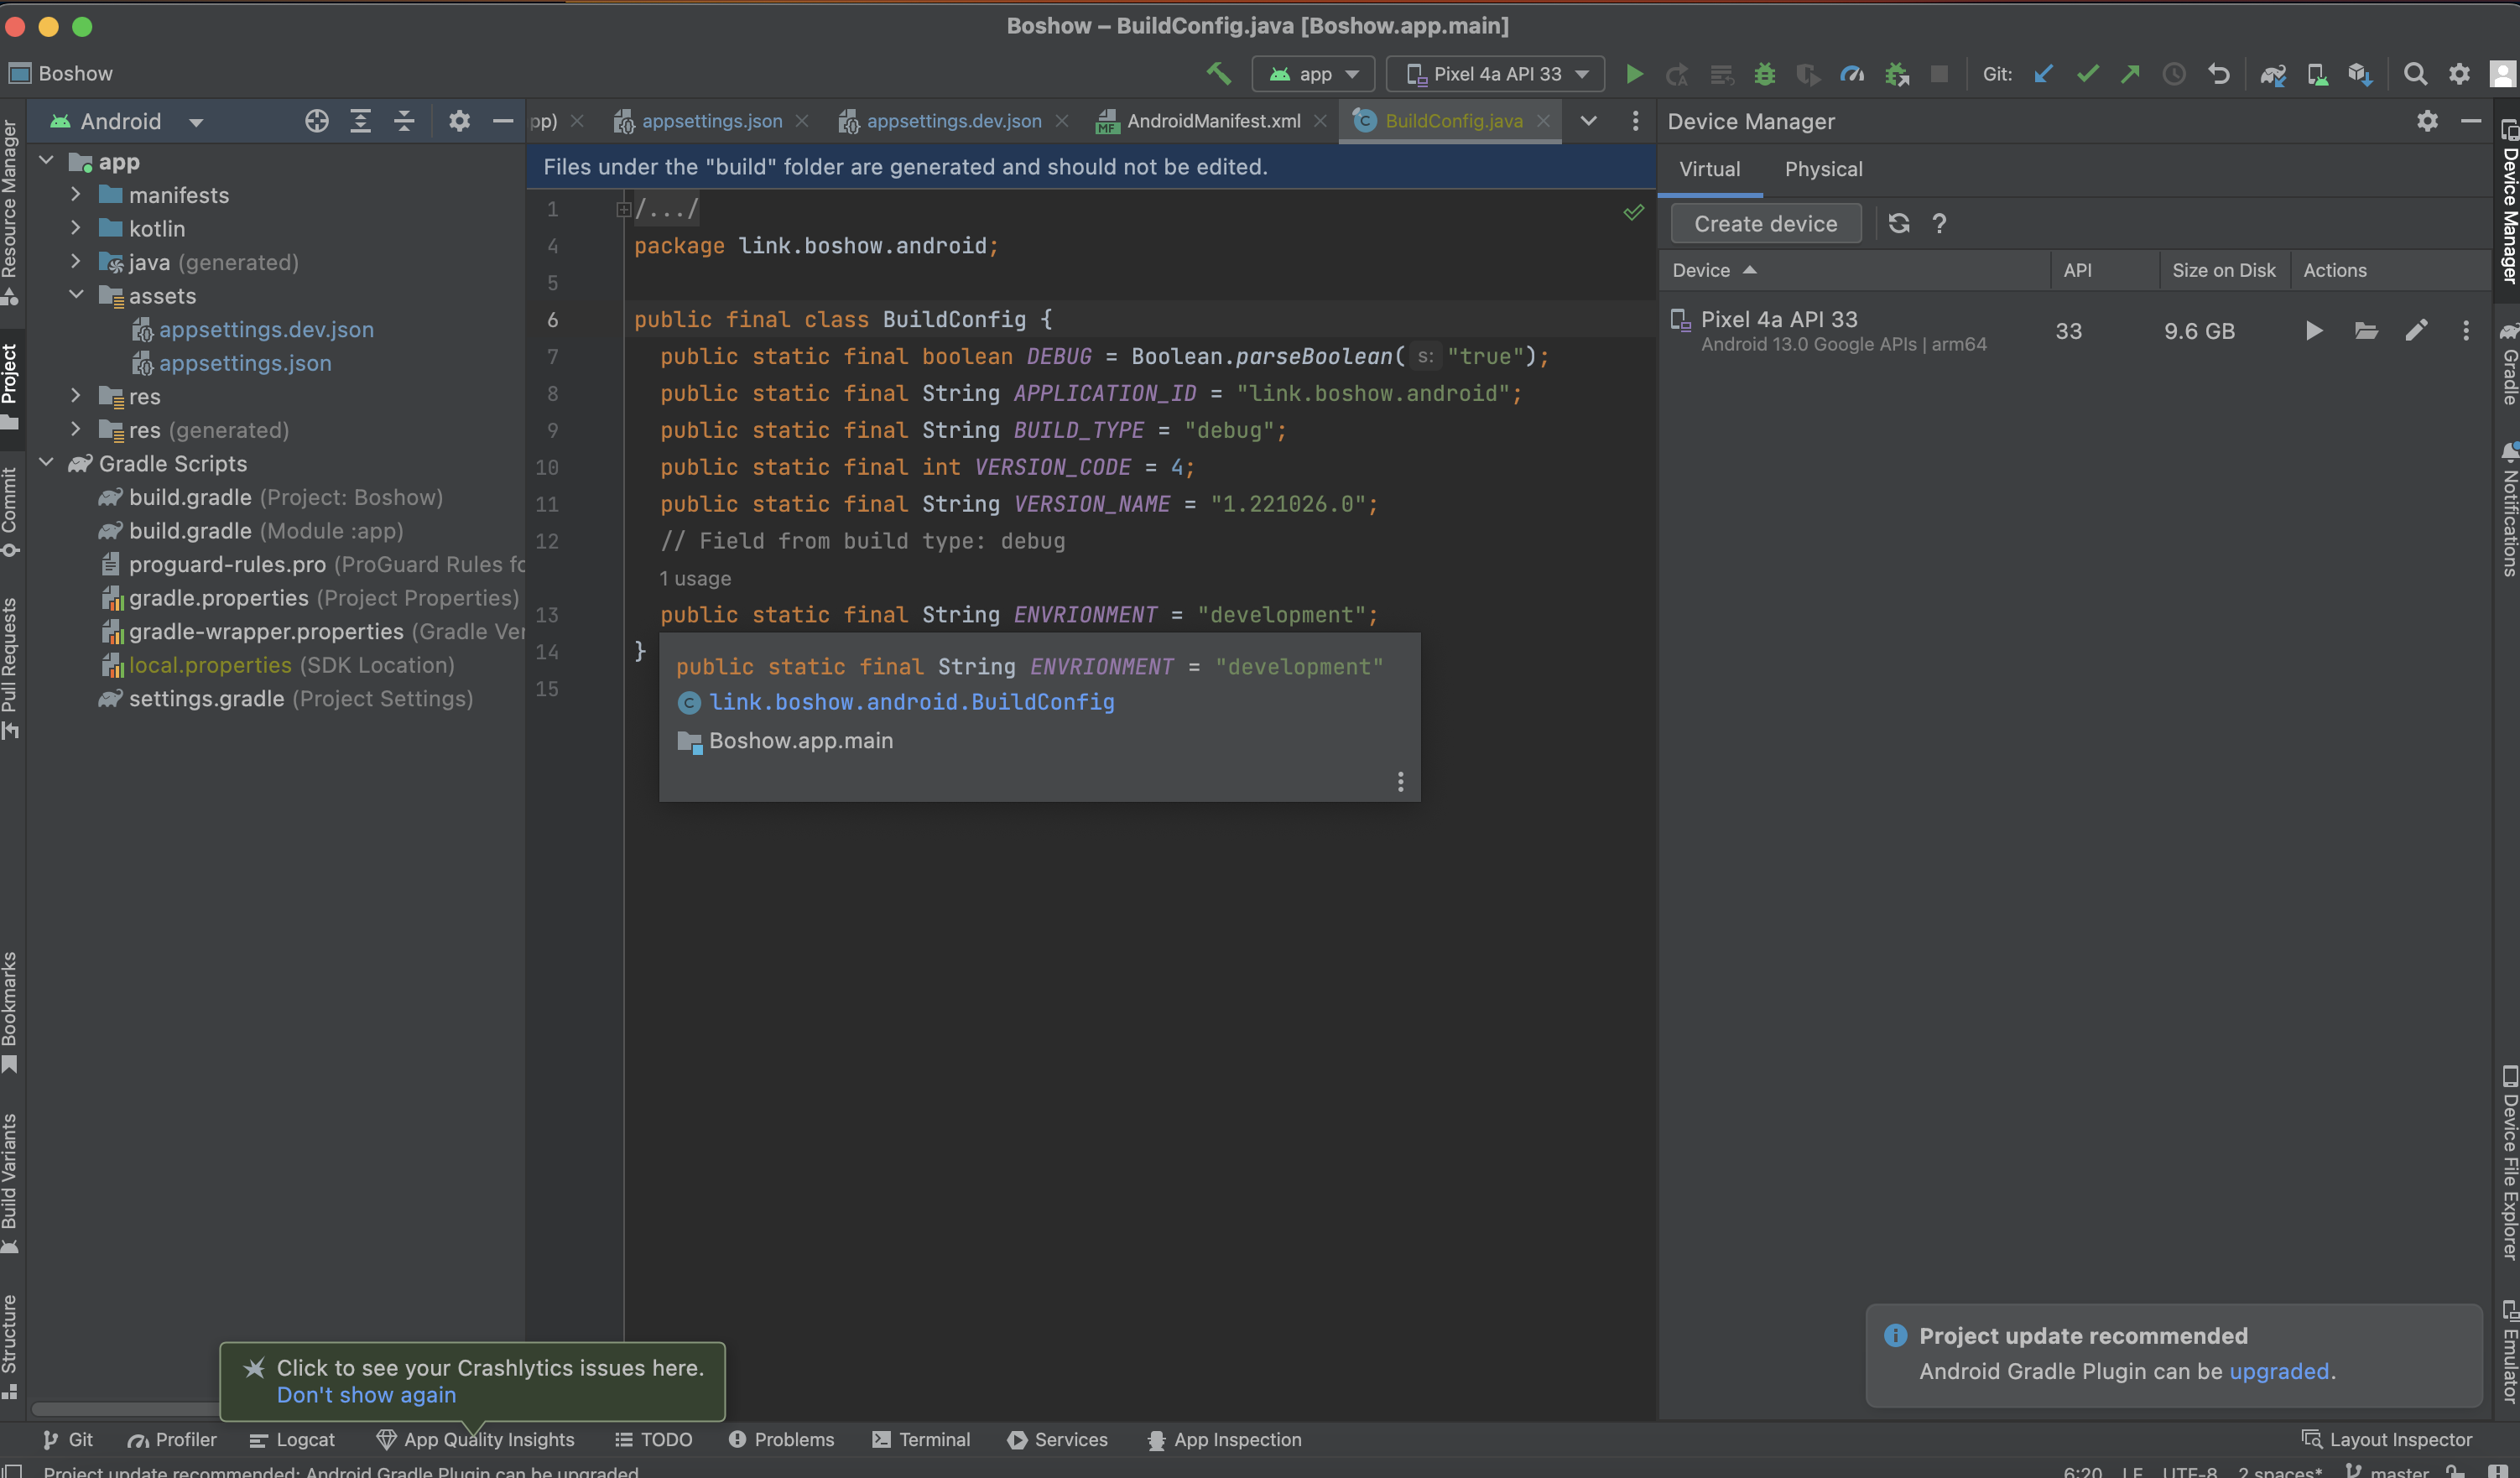 Boshow – BuildConfig.java [Boshow.app.main]
Boshow
app
Pixel 4a API 33
Git:
Android
pp)
appsettings.json
appsettings.dev.json
AndroidManifest.xml
BuildConfig.java
Device Manager
Files under the "build" folder are generated and should not be edited.
app
manifests
kotlin
java (generated)
assets
appsettings.dev.json
appsettings.json
res
res (generated)
Gradle Scripts
build.gradle (Project: Boshow)
build.gradle (Module :app)
proguard-rules.pro (ProGuard Rules fo
gradle.properties (Project Properties)
gradle-wrapper.properties (Gradle Ver
local.properties (SDK Location)
settings.gradle (Project Settings)
1 /.../
4 package link.boshow.android;
5
6 public final class BuildConfig {
7 public static final boolean DEBUG = Boolean.parseBoolean( s: "true");
8 public static final String APPLICATION_ID = "link.boshow.android";
9 public static final String BUILD_TYPE = "debug";
10 public static final int VERSION_CODE = 4;
11 public static final String VERSION_NAME = "1.221026.0";
12 // Field from build type: debug
1 usage
13 public static final String ENVRIONMENT = "development";
14 }
15
public static final String ENVRIONMENT = "development"
C link.boshow.android.BuildConfig
Boshow.app.main
Virtual
Physical
Create device
?
Device
API
Size on Disk
Actions
Pixel 4a API 33
Android 13.0 Google APIs | arm64
33
9.6 GB
Resource Manager
Project
Commit
Pull Requests
Bookmarks
Build Variants
Structure
Device Manager
Gradle
Notifications
Device File Explorer
Emulator
Click to see your Crashlytics issues here.
Don't show again
Project update recommended
Android Gradle Plugin can be upgraded.
Git
Profiler
Logcat
App Quality Insights
TODO
Problems
Terminal
Services
App Inspection
Layout Inspector
Project update recommended: Android Gradle Plugin can be upgraded
6:20
LF
UTF-8
2 spaces*
master